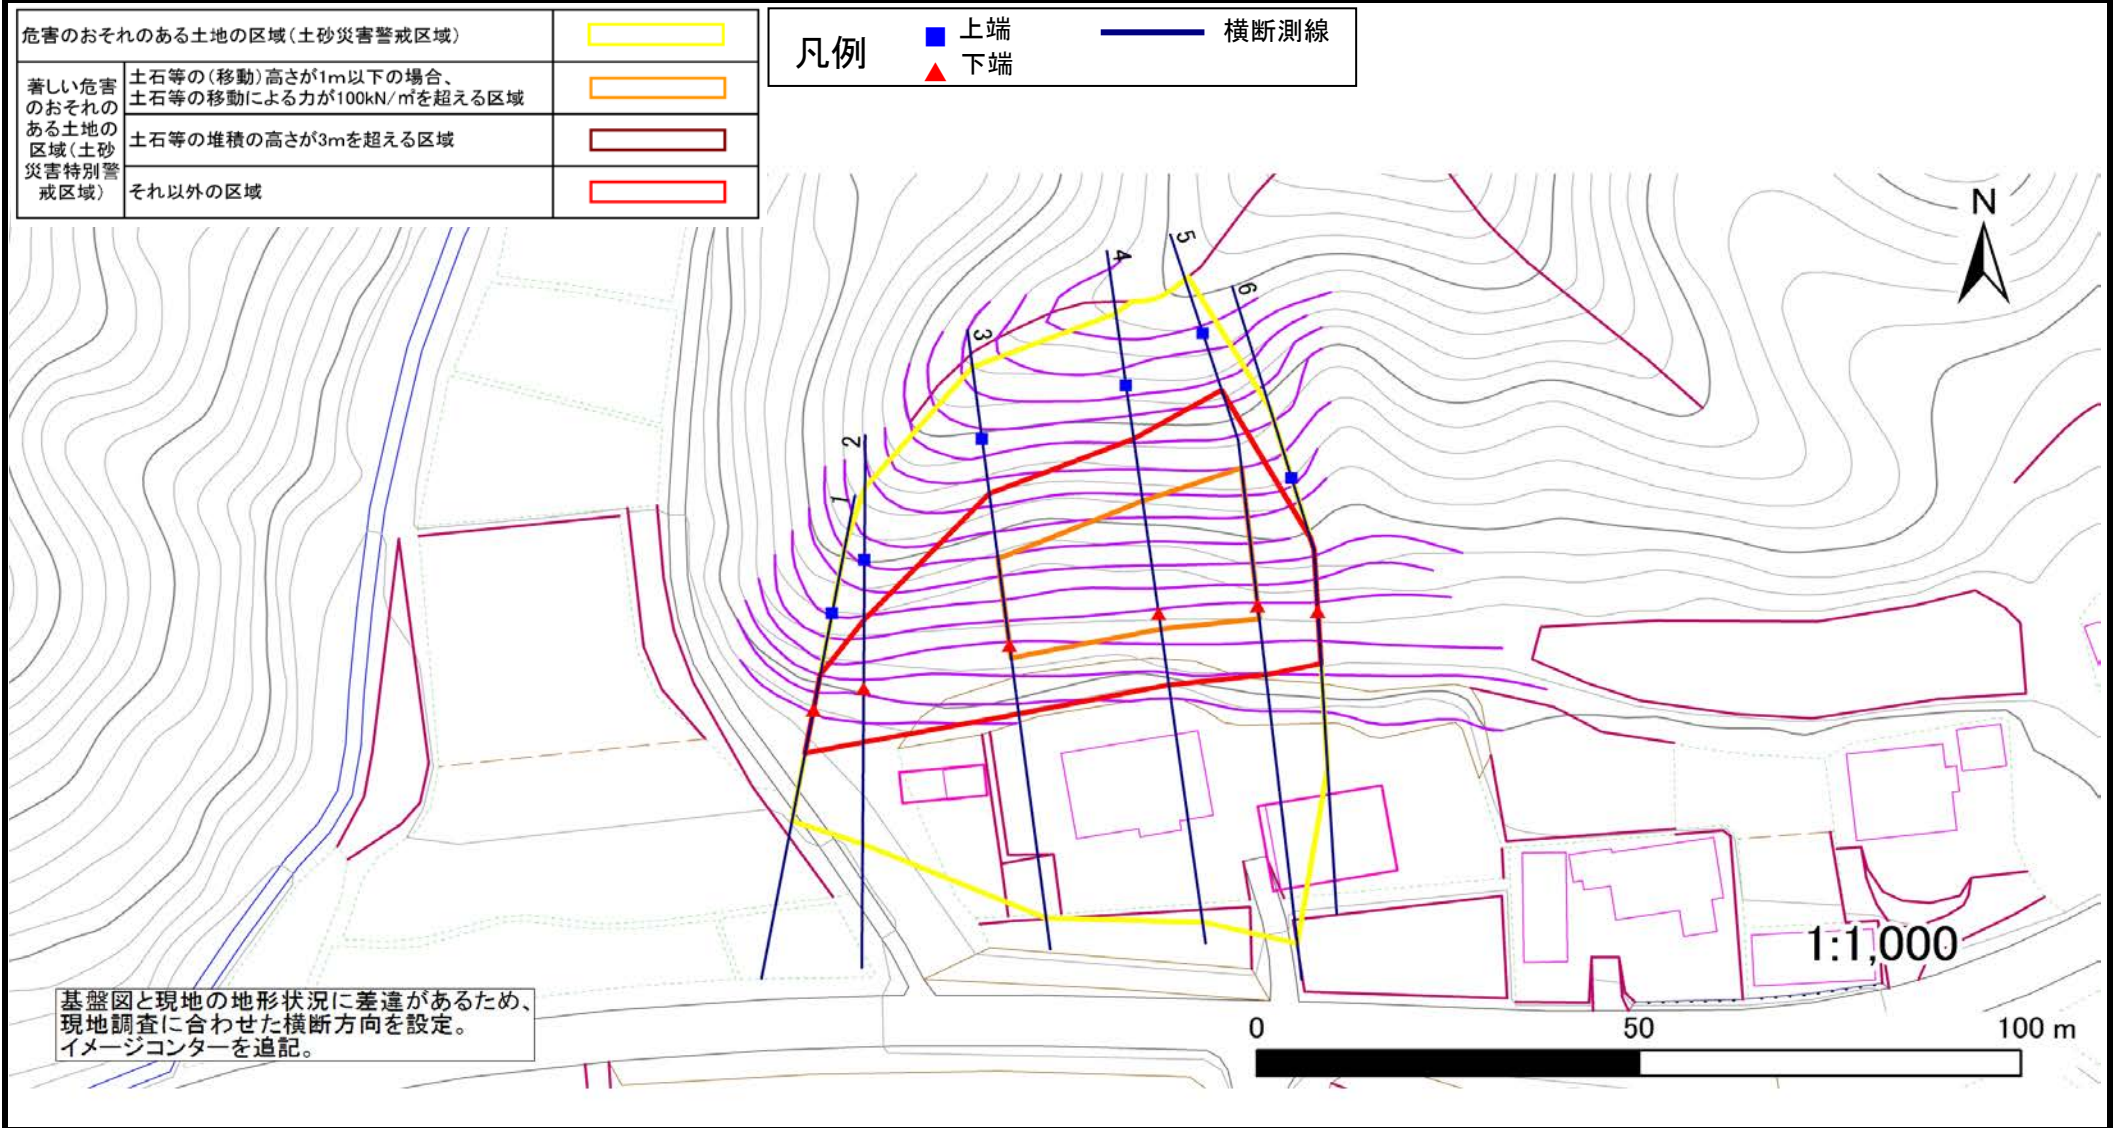 危害のおそれのある土地の区域(土砂災害警戒区域)
著しい危害
のおそれの
ある土地の
区域(土砂
災害特別警
戒区域)
土石等の(移動)高さが1m以下の場合、
土石等の移動による力が100kN/㎡を超える区域
土石等の堆積の高さが3mを超える区域
それ以外の区域
凡例
上端
下端
横断測線
N
1
2
3
4
5
6
1:1,000
基盤図と現地の地形状況に差違があるため、
現地調査に合わせた横断方向を設定。
イメージコンターを追記。
0 50 100 m